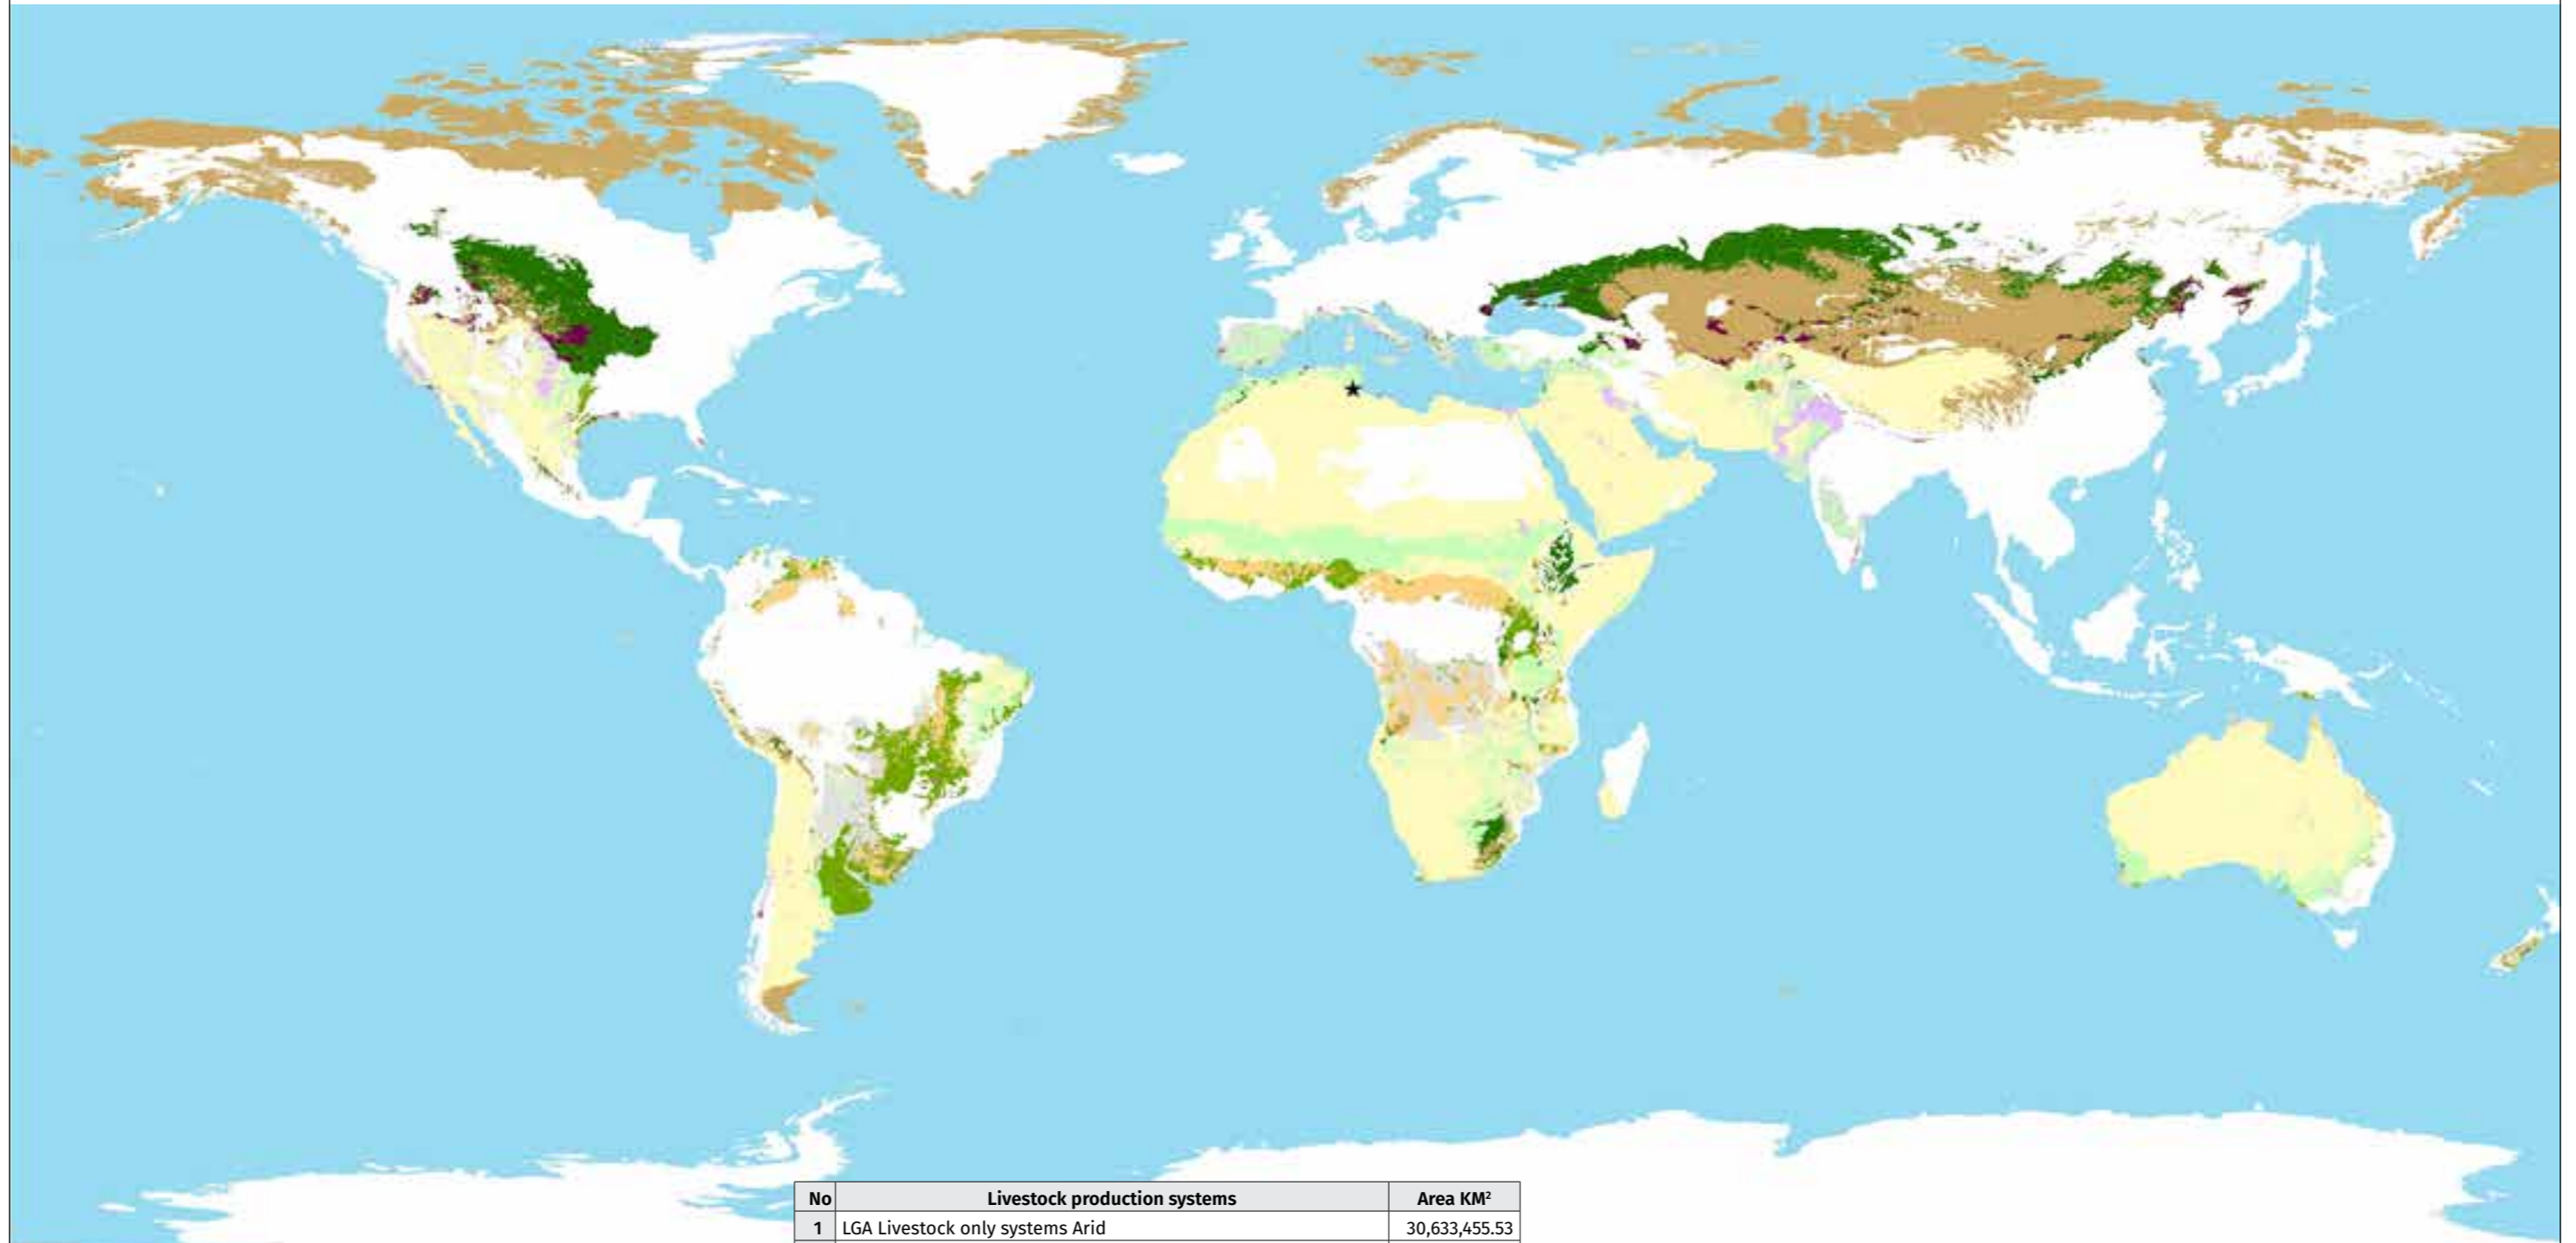 No Livestock production systems Area KM²
1 LGA Livestock only systems Arid 30,633,455.53